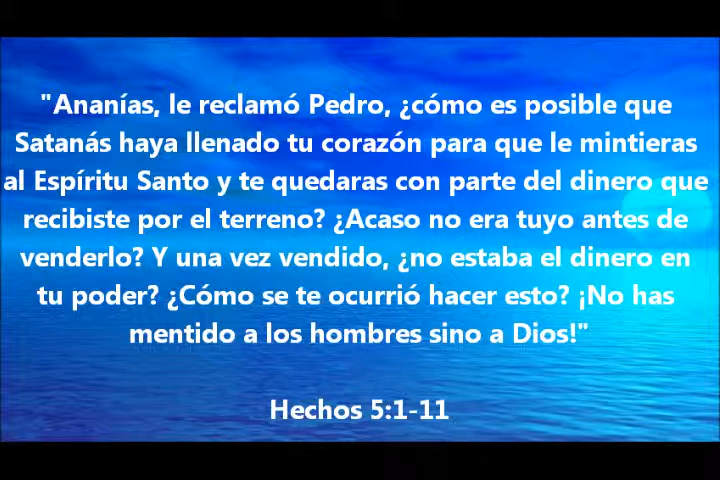 "Ananías, le reclamó Pedro, ¿cómo es posible que
Satanás haya llenado tu corazón para que le mintieras
al Espíritu Santo y te quedaras con parte del dinero que
recibiste por el terreno? ¿Acaso no era tuyo antes de
venderlo? Y una vez vendido, ¿no estaba el dinero en
tu poder? ¿Cómo se te ocurrió hacer esto? ¡No has
mentido a los hombres sino a Dios!"
Hechos 5:1-11